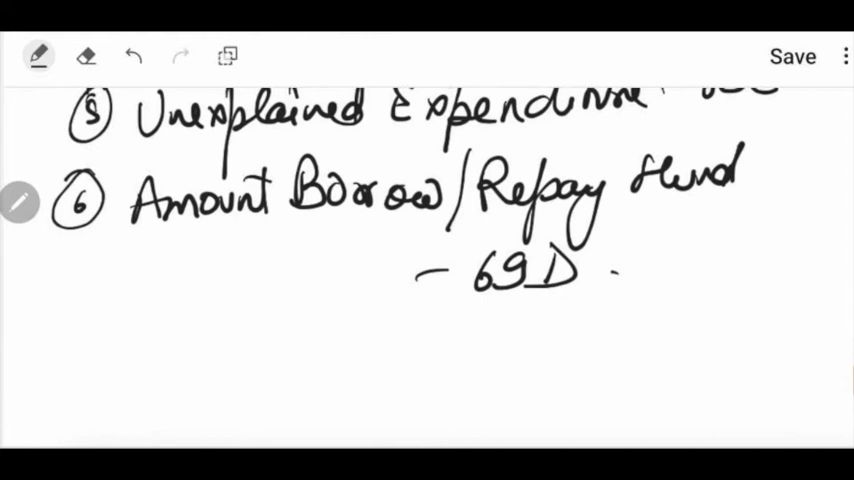 Save
⑤ Unexplained Expenditure
⑥ Amount Borrow/Repay Hund
- 69D